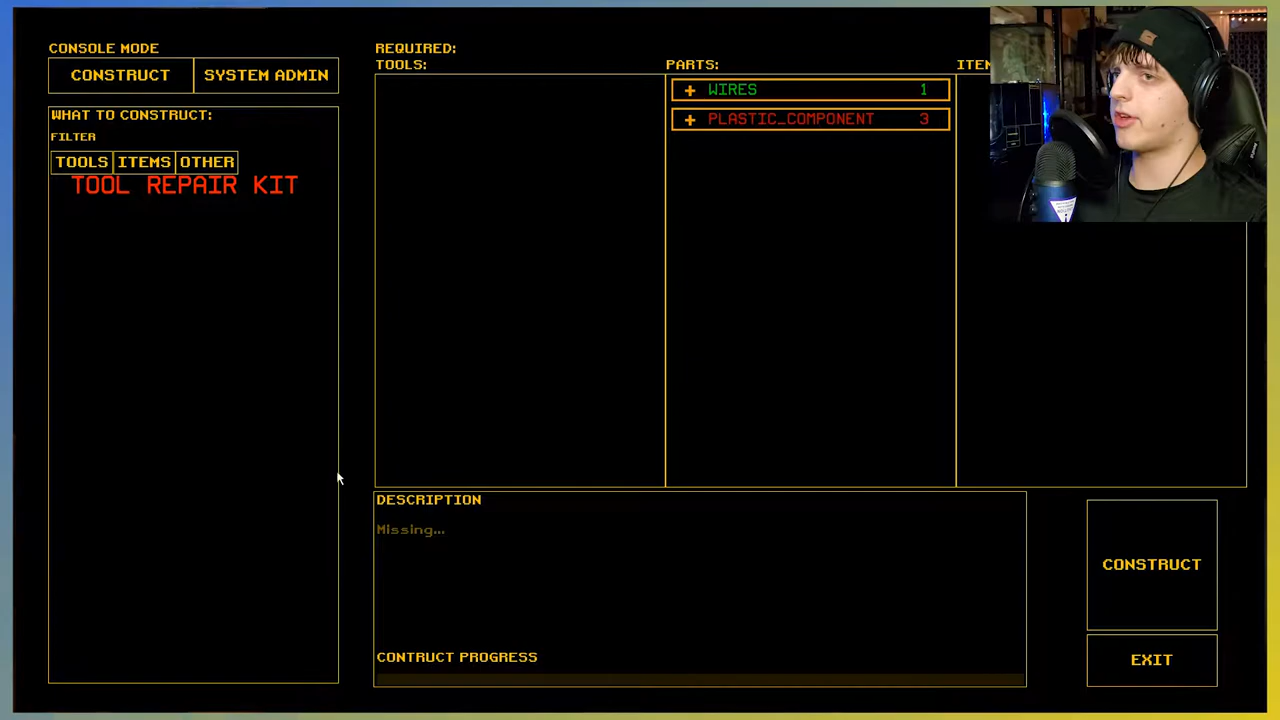 CONSOLE MODE
CONSTRUCT
SYSTEM ADMIN
WHAT TO CONSTRUCT:
FILTER
TOOLS
ITEMS
OTHER
TOOL REPAIR KIT
REQUIRED:
TOOLS:
PARTS:
+ WIRES 1
+ PLASTIC_COMPONENT 3
DESCRIPTION
Missing...
CONTRUCT PROGRESS
CONSTRUCT
EXIT